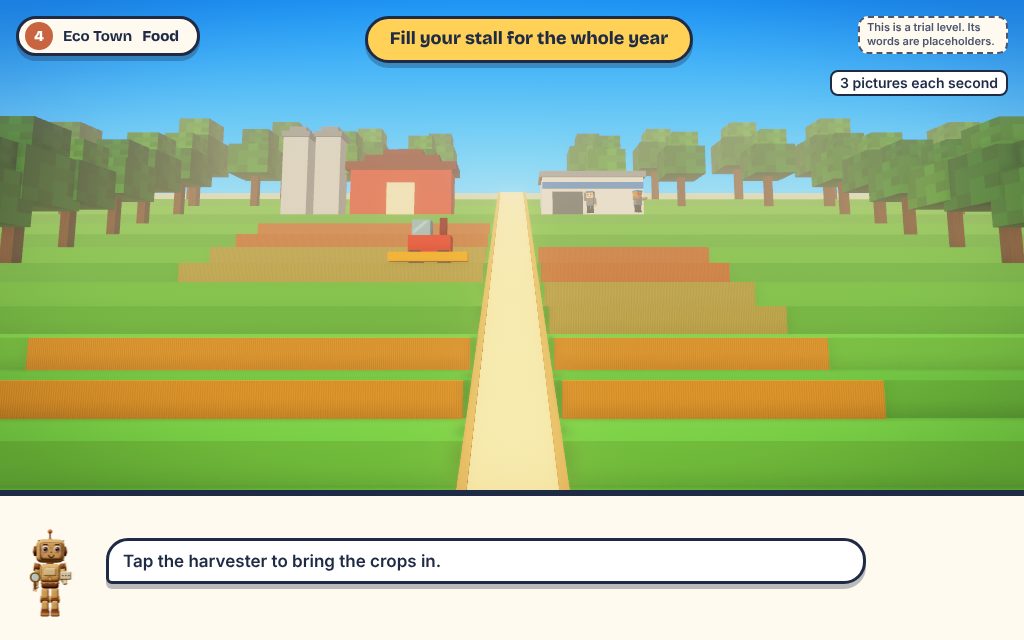 4 Eco Town Food
Fill your stall for the whole year
This is a trial level. Its
words are placeholders.
3 pictures each second
Tap the harvester to bring the crops in.